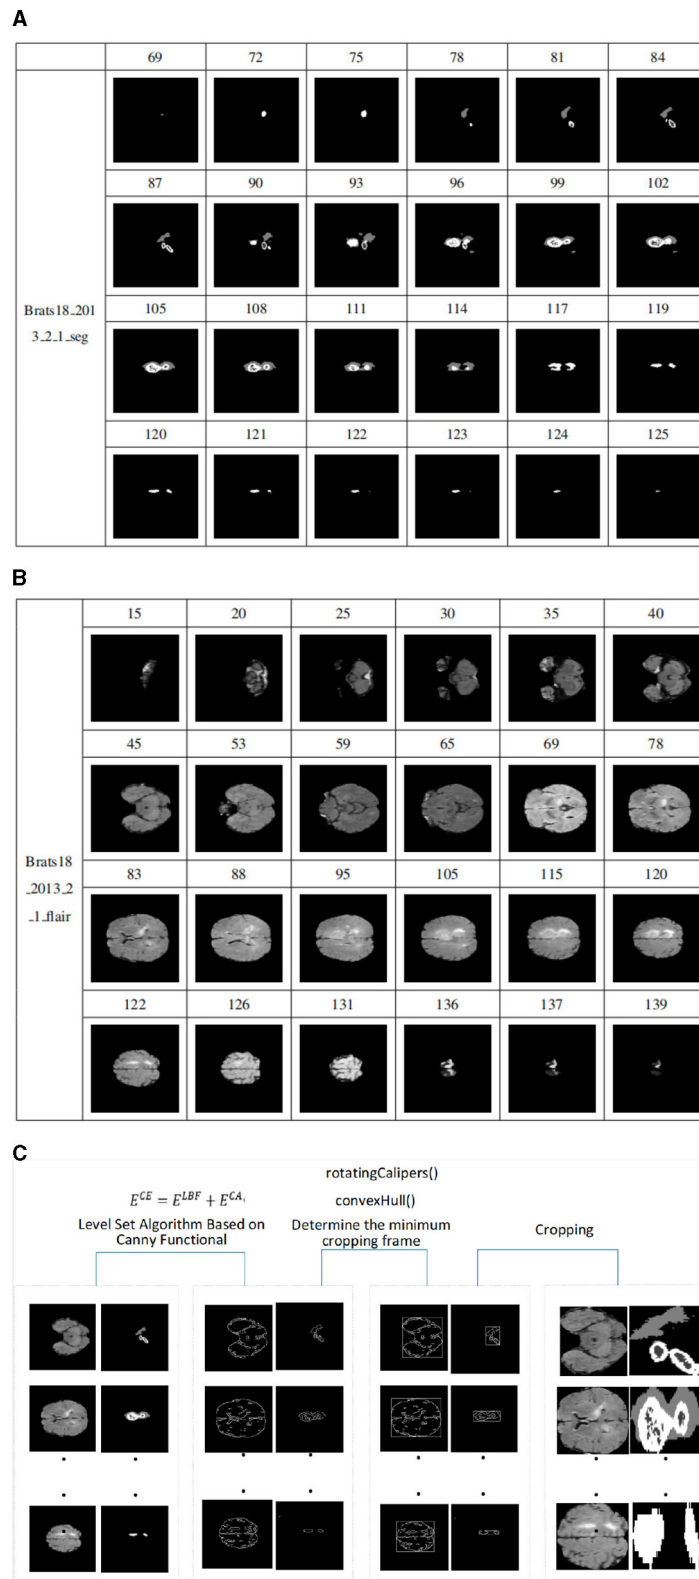 A
69 72 75 78 81 84
87 90 93 96 99 102
Brats18_201
3_2_1_seg
105 108 111 114 117 119
120 121 122 123 124 125
B
15 20 25 30 35 40
45 53 59 65 69 78
Brats18
_2013_2
_1_flair
83 88 95 105 115 120
122 126 131 136 137 139
C
rotatingCalipers()
E^{CE} = E^{LBF} + E^{CA},
convexHull()
Level Set Algorithm Based on
Canny Functional
Determine the minimum
cropping frame
Cropping